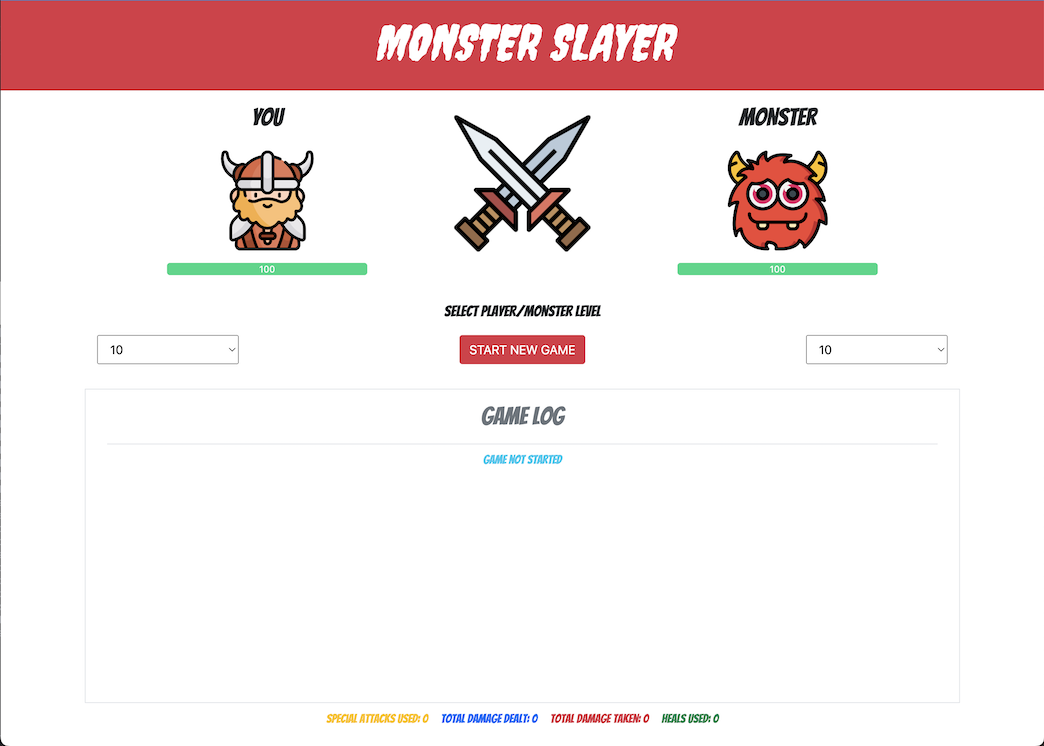 MONSTER SLAYER
YOU
MONSTER
100
100
SELECT PLAYER/MONSTER LEVEL
10
START NEW GAME
10
GAME LOG
GAME NOT STARTED
SPECIAL ATTACKS USED: 0 TOTAL DAMAGE DEALT: 0 TOTAL DAMAGE TAKEN: 0 HEALS USED: 0